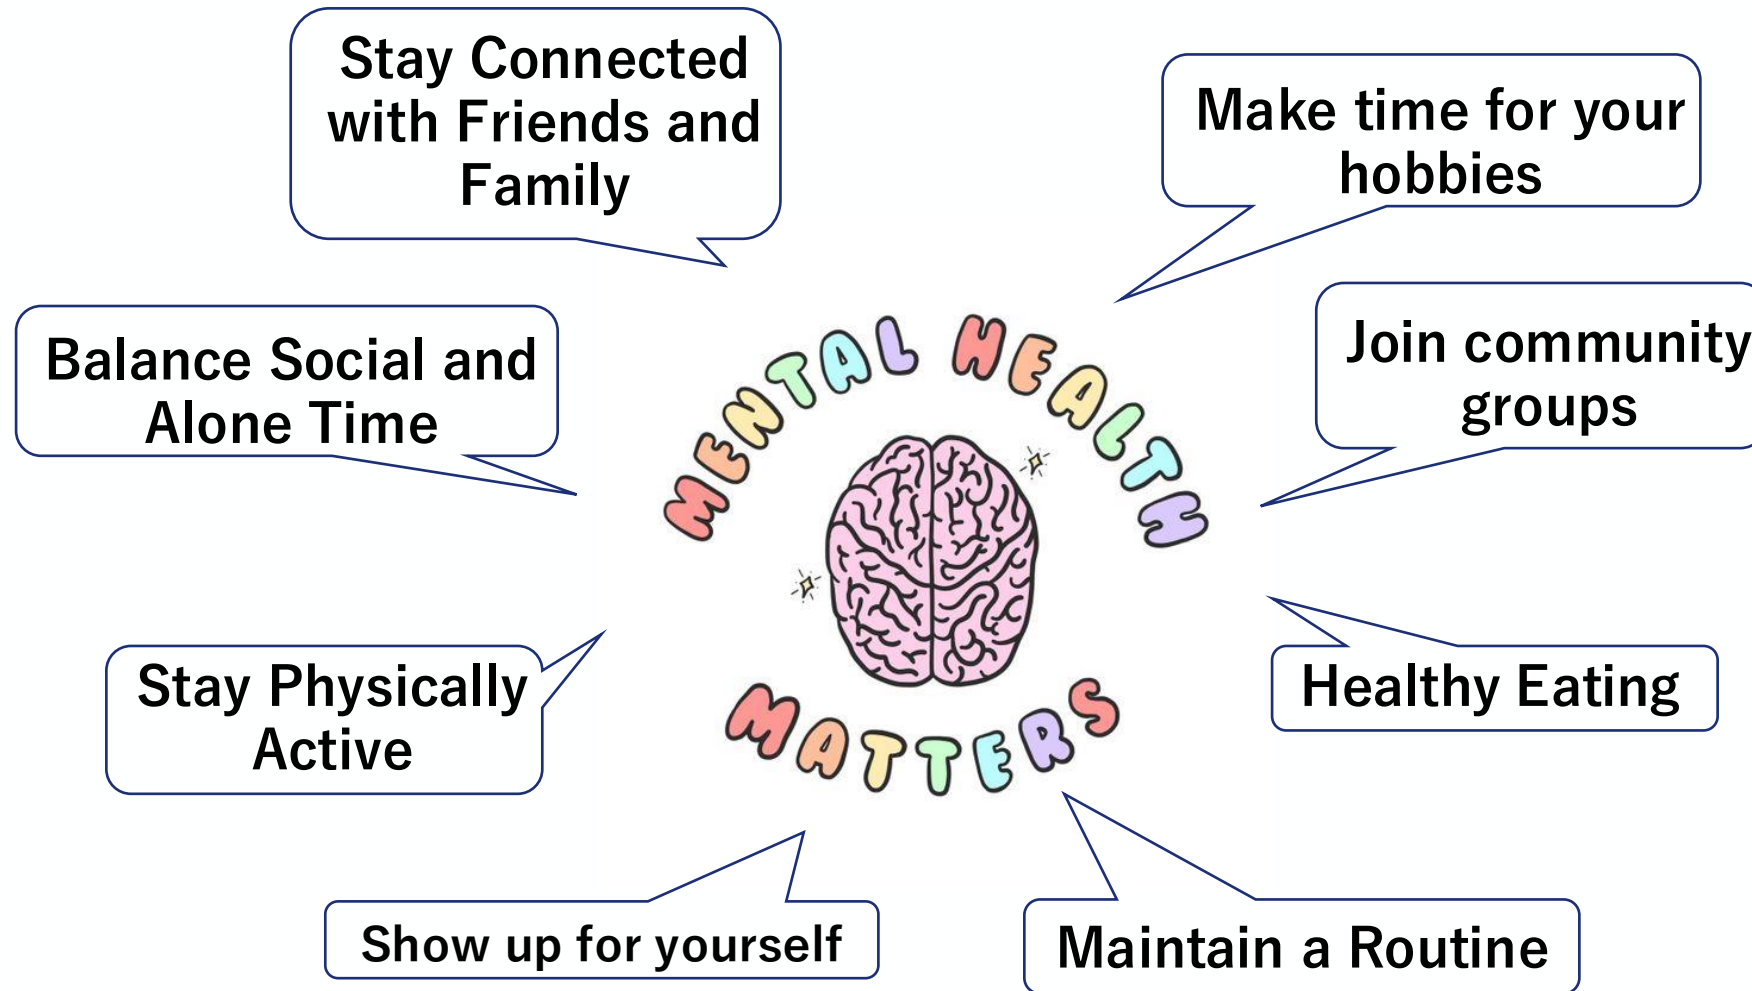 Stay Connected
with Friends and
Family
Make time for your
hobbies
Balance Social and
Alone Time
Join community
groups
MENTAL HEALTH
MATTERS
Stay Physically
Active
Healthy Eating
Show up for yourself
Maintain a Routine